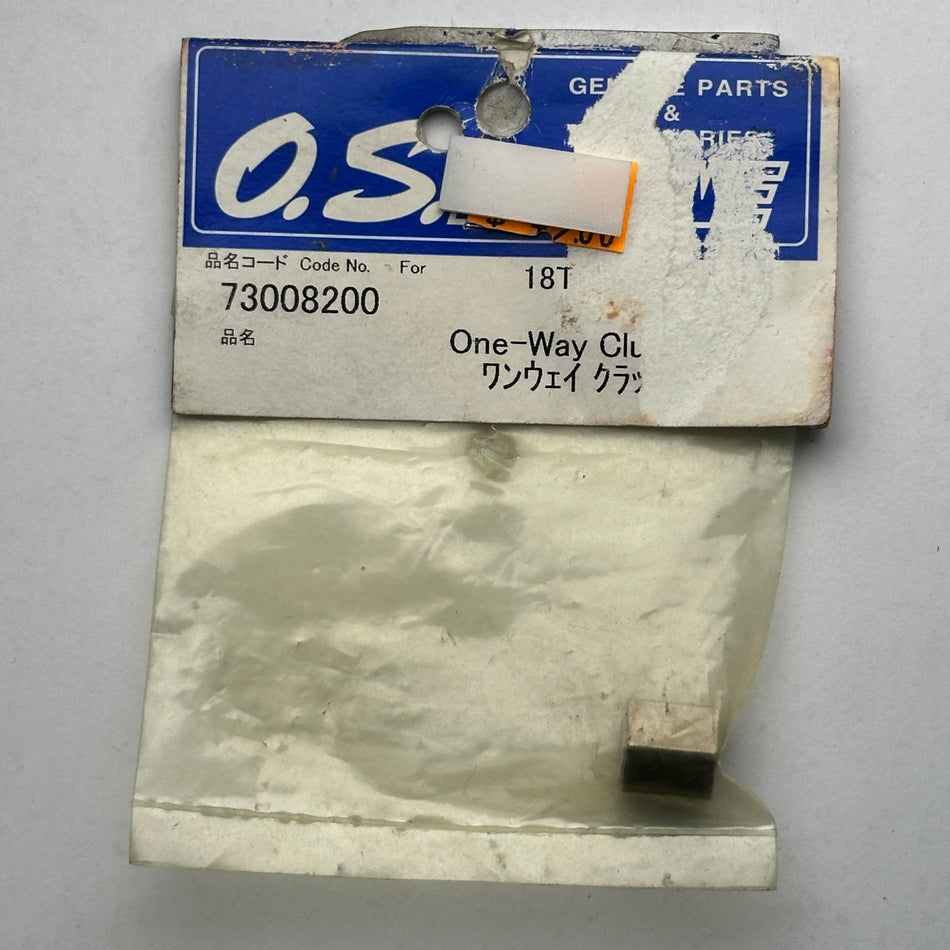 GENUINE PARTS
&
O.S.
品名コード Code No. For
73008200
18T
品名
One-Way Clu
ワンウェイ クラッ